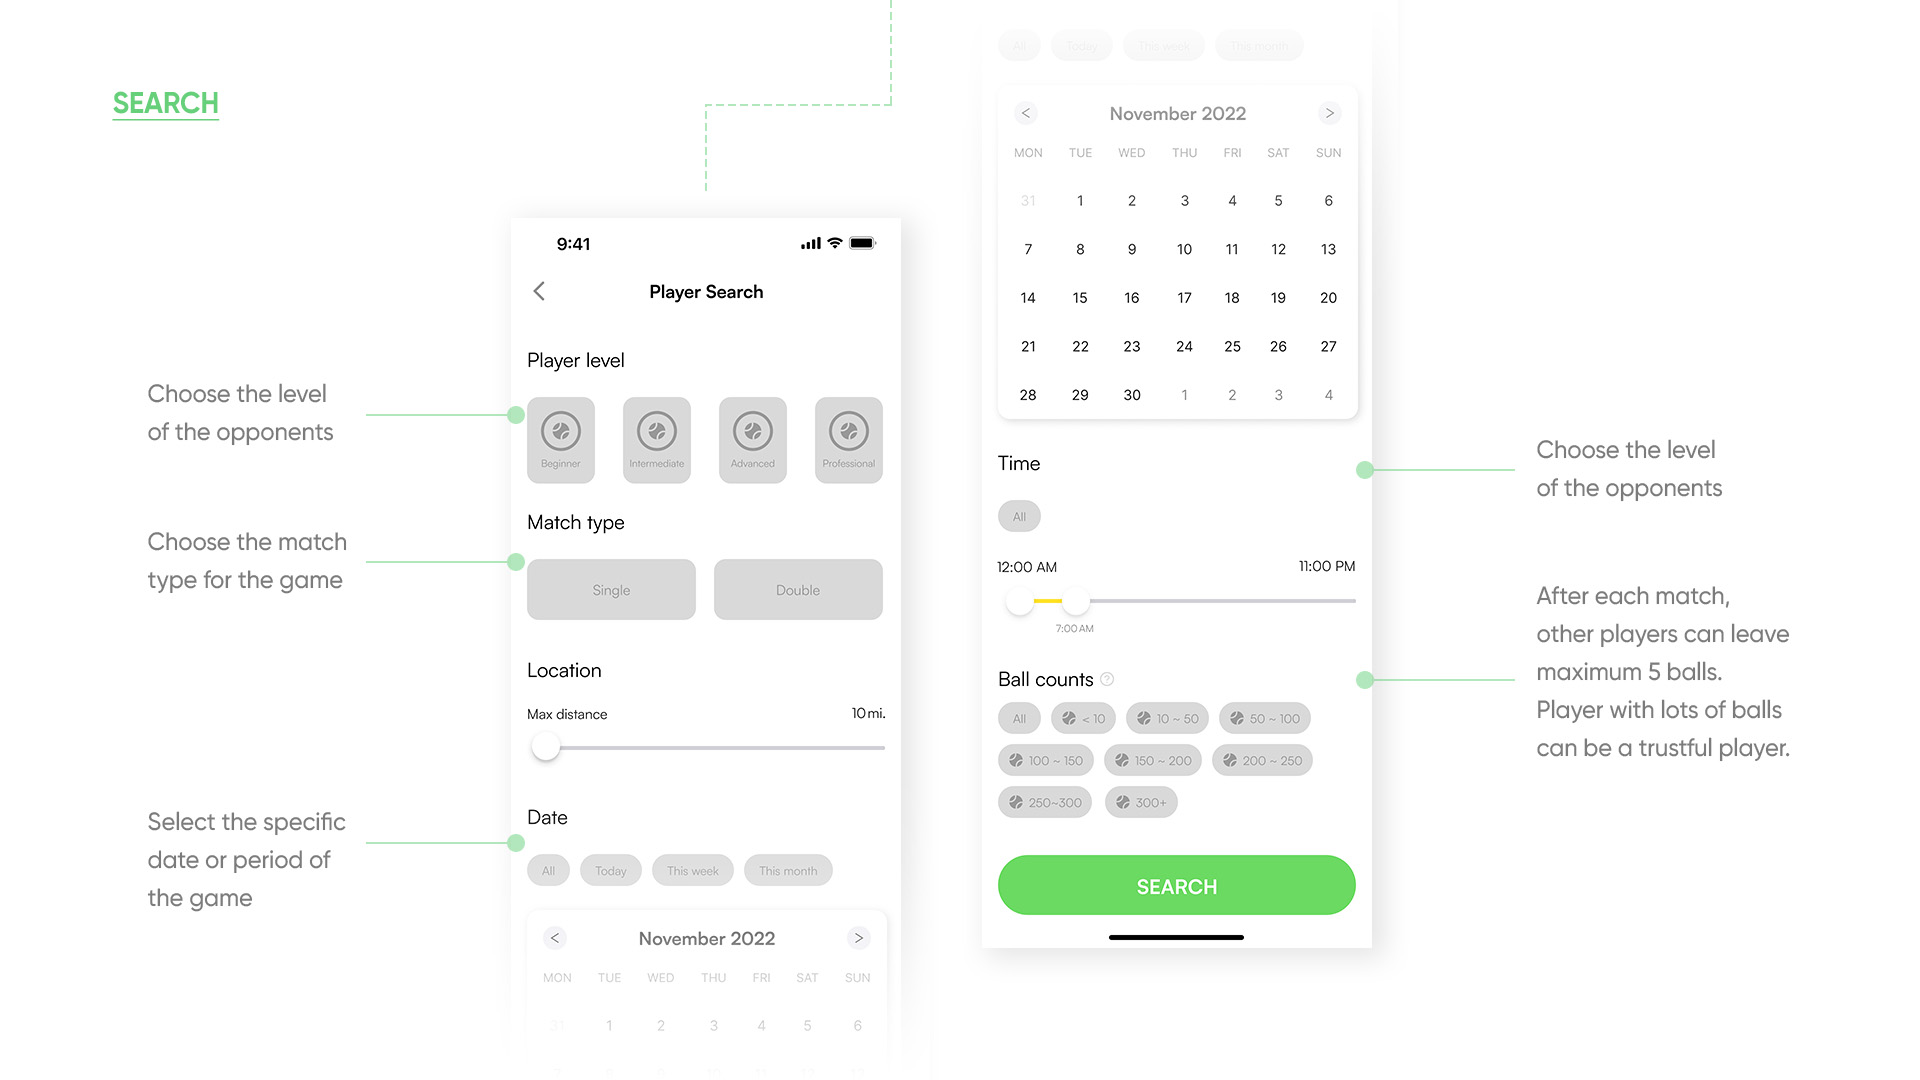 SEARCH
Choose the level
of the opponents
Choose the match
type for the game
Select the specific
date or period of
the game
9:41
Player Search
Player level
Beginner Intermediate Advanced Professional
Match type
Single Double
Location
Max distance 10 mi.
Date
All Today This week This month
< November 2022 >
MON TUE WED THU FRI SAT SUN
31 1 2 3 4 5 6
All Today This week This month
< November 2022 >
MON TUE WED THU FRI SAT SUN
31 1 2 3 4 5 6
7 8 9 10 11 12 13
14 15 16 17 18 19 20
21 22 23 24 25 26 27
28 29 30 1 2 3 4
Time
All
12:00 AM 11:00 PM
7:00 AM
Ball counts ?
All < 10 10 ~ 50 50 ~ 100
100 ~ 150 150 ~ 200 200 ~ 250
250~300 300+
SEARCH
Choose the level
of the opponents
After each match,
other players can leave
maximum 5 balls.
Player with lots of balls
can be a trustful player.